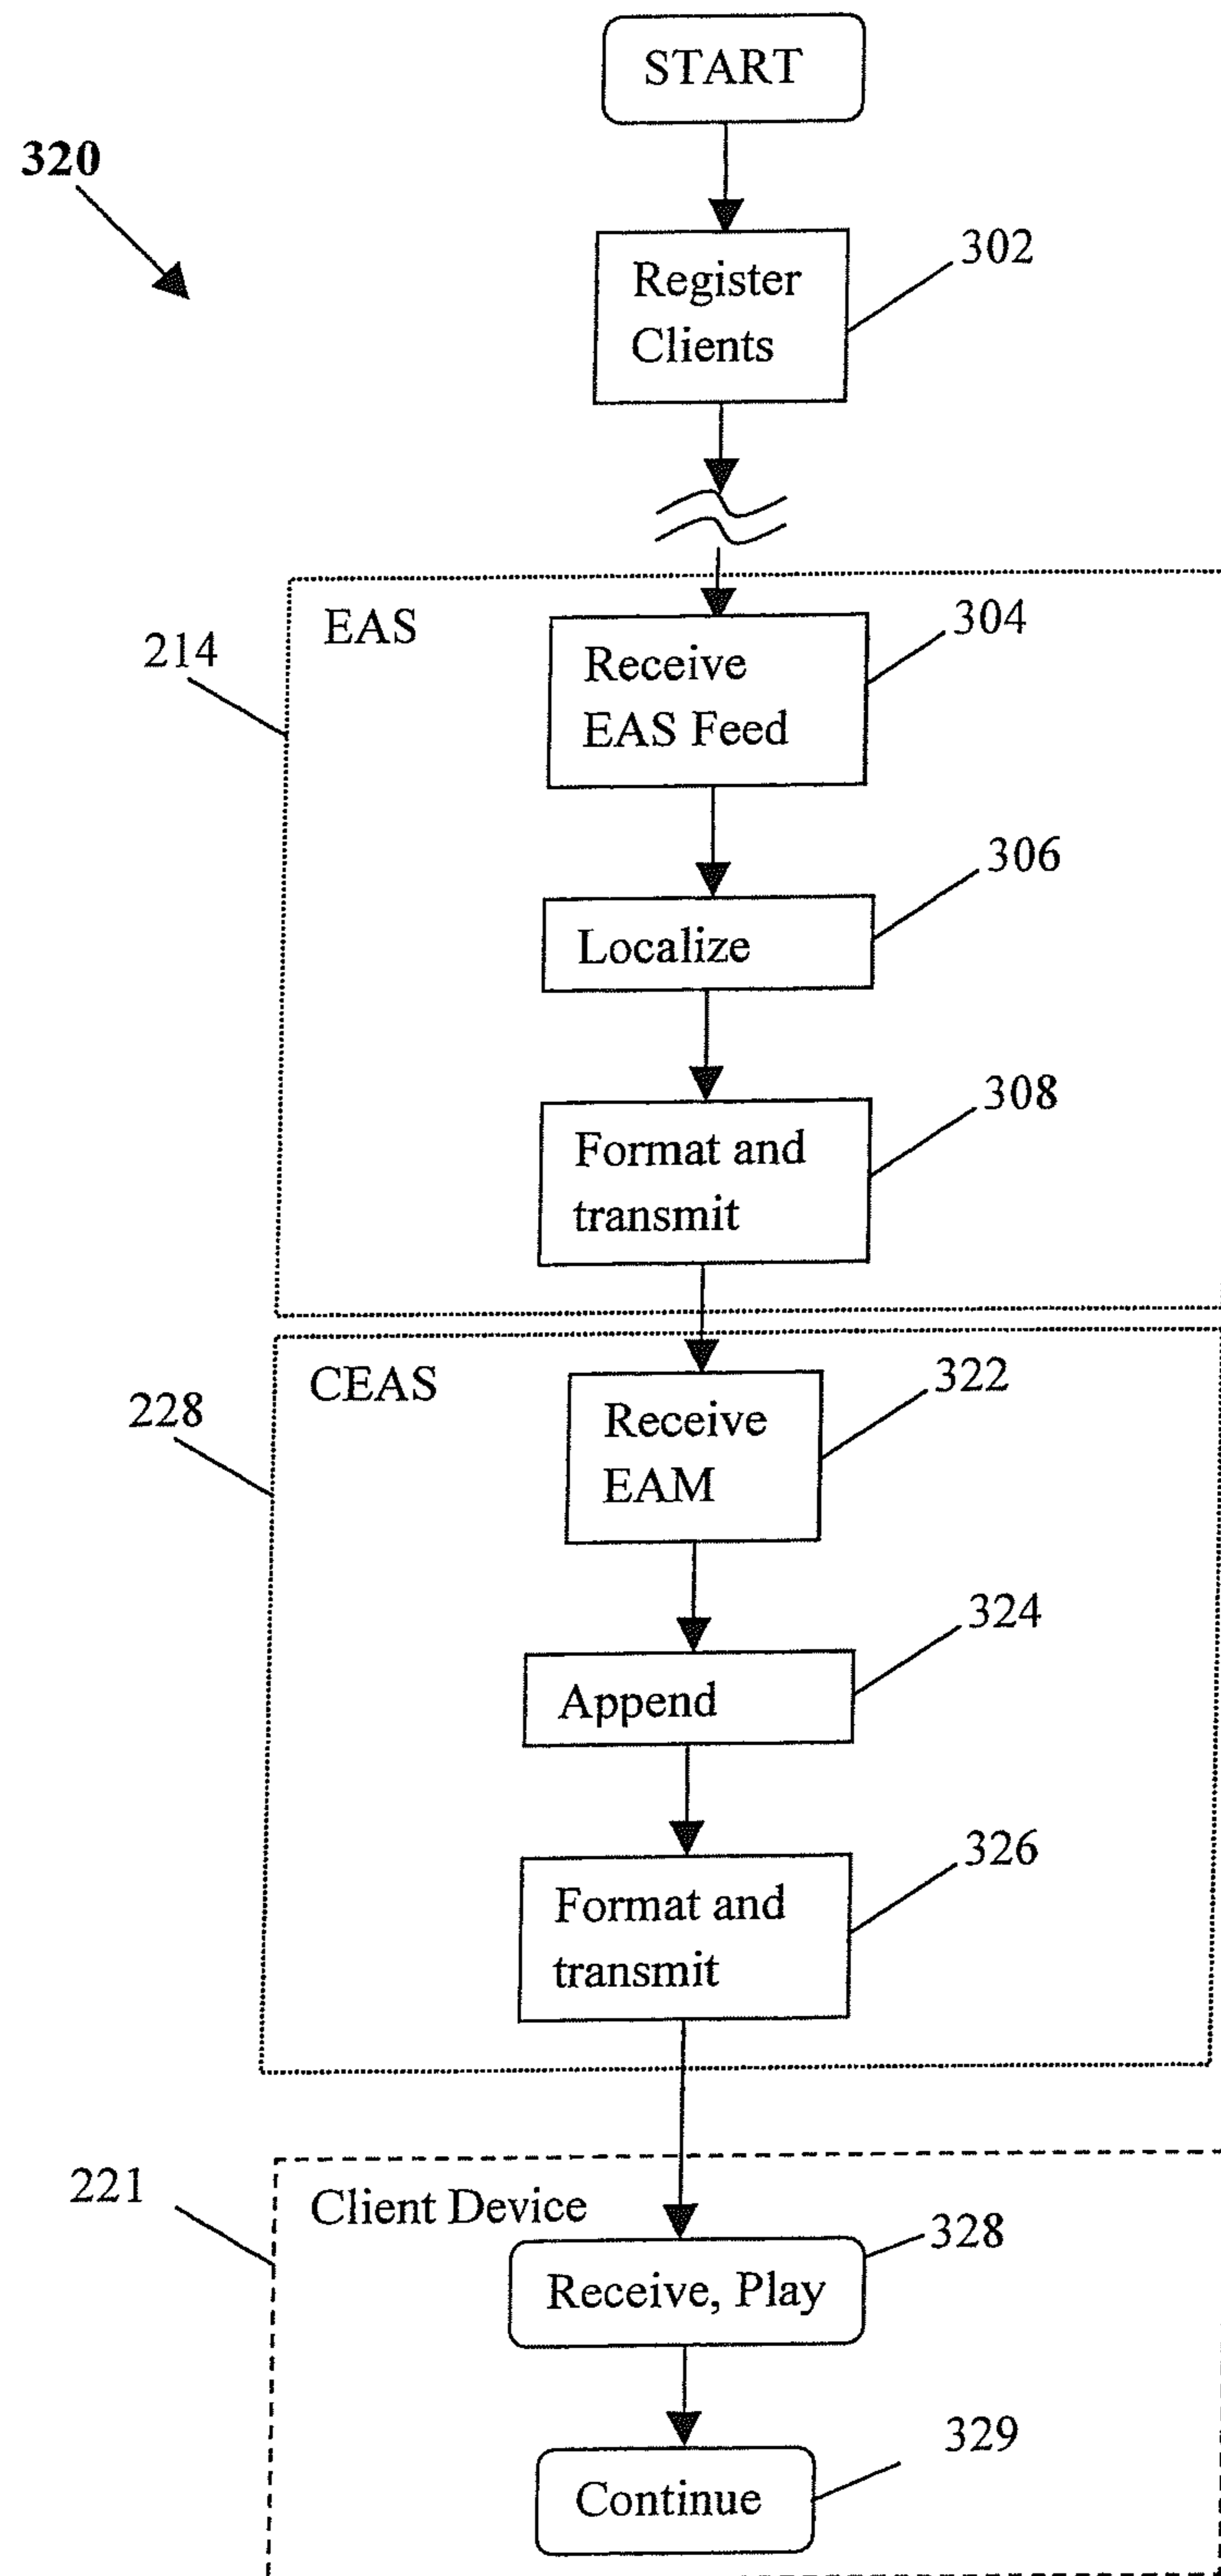 START
320
302
Register
Clients
EAS
304
214
Receive
EAS Feed
306
Localize
308
Format and
transmit
CEAS
322
228
Receive
EAM
324
Append
326
Format and
transmit
221
Client Device
328
Receive, Play
329
Continue